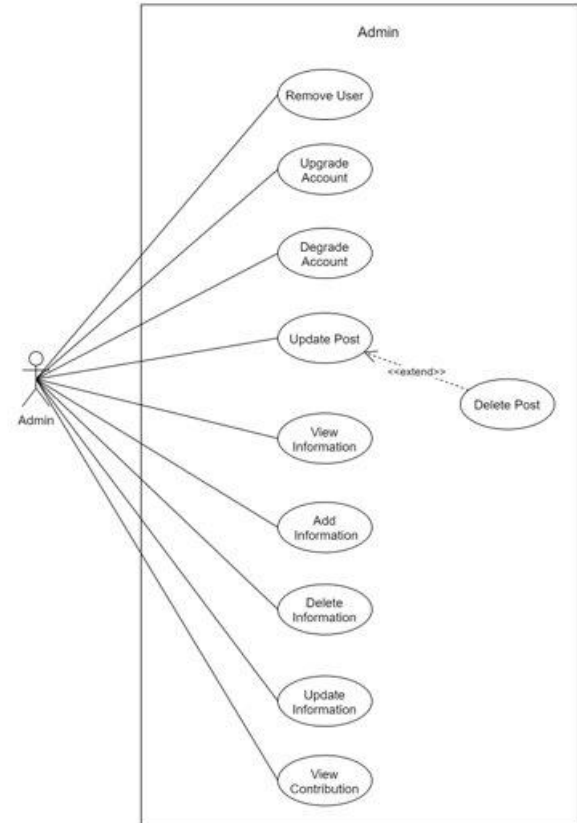 Admin
Remove User
Upgrade
Account
Degrade
Account
Update Post
<<extend>>
Delete Post
Admin
View
Information
Add
Information
Delete
Information
Update
Information
View
Contribution